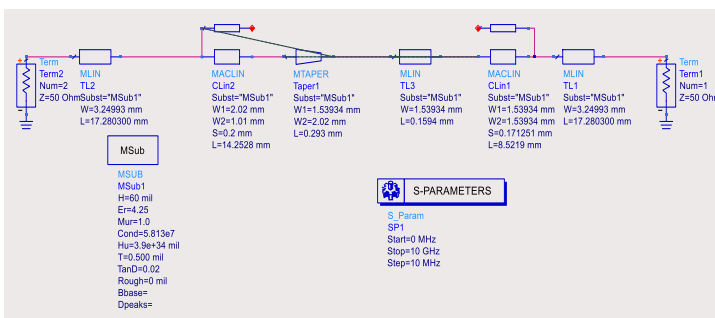 Term
Term2
Num=2
Z=50 Ohm
MLIN
TL2
Subst="MSub1"
W=3.24993 mm
L=17.280300 mm
MACLIN
CLin2
Subst="MSub1"
W1=2.02 mm
W2=1.01 mm
S=0.2 mm
L=14.2528 mm
MTAPER
Taper1
Subst="MSub1"
W1=1.53934 mm
W2=2.02 mm
L=0.293 mm
MLIN
TL3
Subst="MSub1"
W=1.53934 mm
L=0.1594 mm
MACLIN
CLin1
Subst="MSub1"
W1=1.53934 mm
W2=1.53934 mm
S=0.171251 mm
L=8.5219 mm
MLIN
TL1
Subst="MSub1"
W=3.24993 mm
L=17.280300 mm
Term
Term1
Num=1
Z=50 Ohm
MSub
MSUB
MSub1
H=60 mil
Er=4.25
Mur=1.0
Cond=5.813e7
Hu=3.9e+34 mil
T=0.500 mil
TanD=0.02
Rough=0 mil
Bbase=
Dpeaks=
S-PARAMETERS
S_Param
SP1
Start=0 MHz
Stop=10 GHz
Step=10 MHz